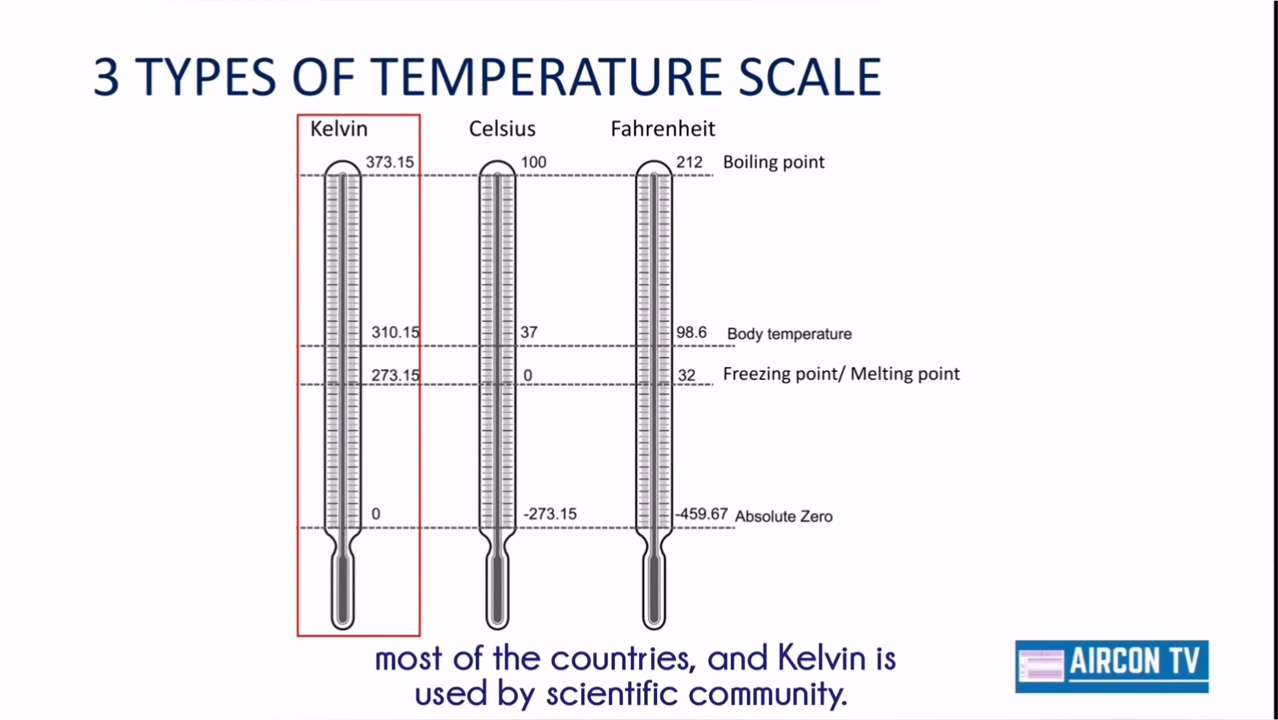 3 TYPES OF TEMPERATURE SCALE
Kelvin Celsius Fahrenheit
373.15 100 212 Boiling point
310.15 37 98.6 Body temperature
273.15 0 32 Freezing point/ Melting point
0 -273.15 -459.67 Absolute Zero
most of the countries, and Kelvin is
used by scientific community.
AIRCON TV